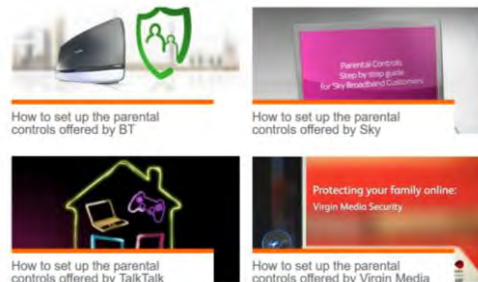 How to set up the parental
controls offered by BT
Parental Controls
Step by step guide
for Sky Broadband Customers
How to set up the parental
controls offered by Sky
How to set up the parental
controls offered by TalkTalk
Protecting your family online:
Virgin Media Security
How to set up the parental
controls offered by Virgin Media